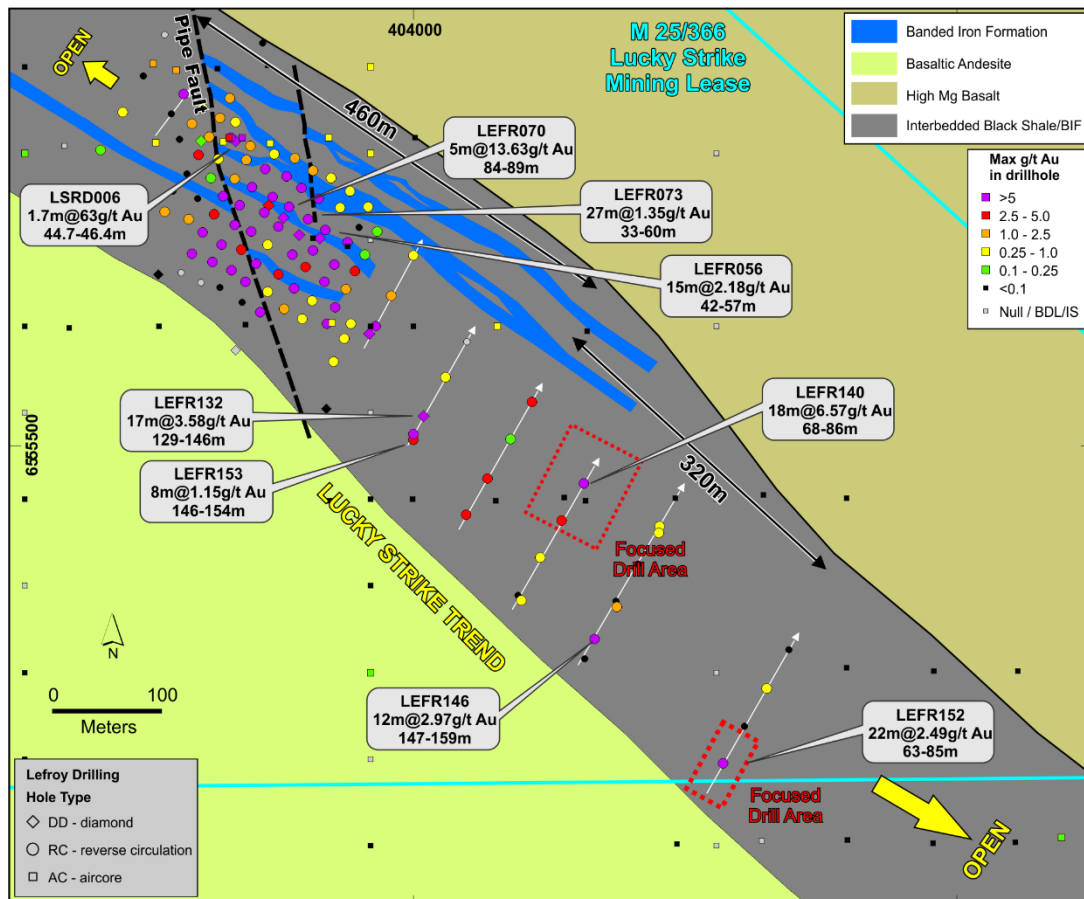 404000
M 25/366
Lucky Strike
Mining Lease
Banded Iron Formation
Basaltic Andesite
High Mg Basalt
Interbedded Black Shale/BIF
Max g/t Au
in drillhole
>5
2.5 - 5.0
1.0 - 2.5
0.25 - 1.0
0.1 - 0.25
<0.1
Null / BDL/IS
OPEN
Pipe Fault
460m
LEFR070
5m@13.63g/t Au
84-89m
LSRD006
1.7m@63g/t Au
44.7-46.4m
LEFR073
27m@1.35g/t Au
33-60m
LEFR056
15m@2.18g/t Au
42-57m
LEFR132
17m@3.58g/t Au
129-146m
LEFR140
18m@6.57g/t Au
68-86m
6555500
LEFR153
8m@1.15g/t Au
146-154m
320m
Focused
Drill Area
LUCKY STRIKE TREND
N
0 100
Meters
LEFR146
12m@2.97g/t Au
147-159m
LEFR152
22m@2.49g/t Au
63-85m
Focused
Drill Area
OPEN
Lefroy Drilling
Hole Type
DD - diamond
RC - reverse circulation
AC - aircore